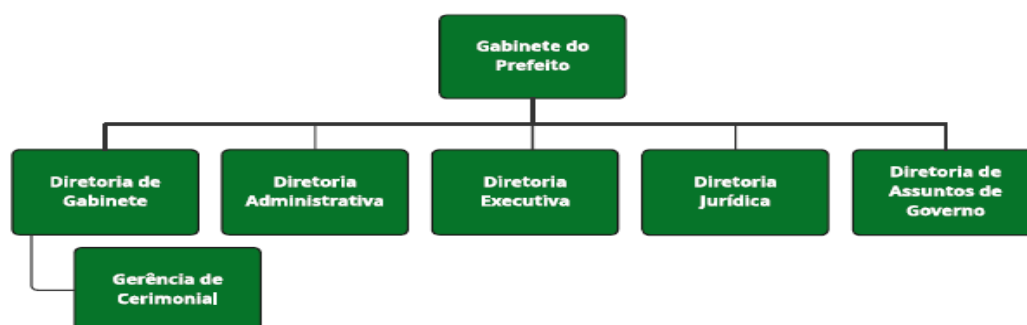 Gabinete do
Prefeito
Diretoria de
Gabinete
Diretoria
Administrativa
Diretoria
Executiva
Diretoria
Jurídica
Diretoria de
Assuntos de
Governo
Gerência de
Cerimonial